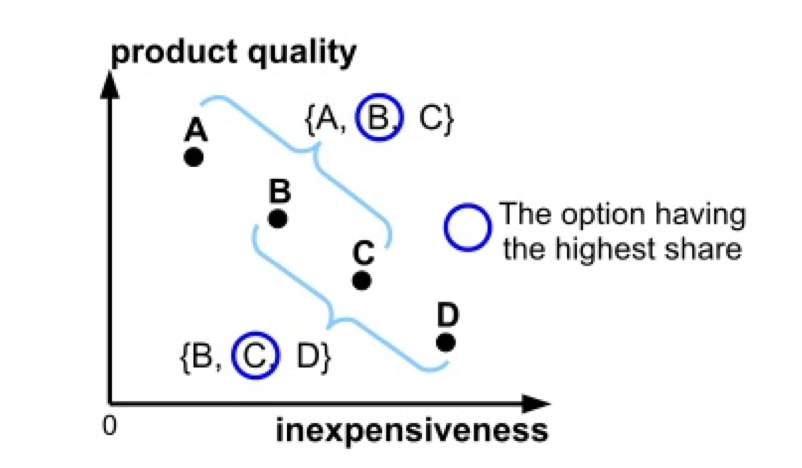 product quality
{A, B, C}
A
B
The option having
the highest share
C
D
{B, C, D}
0
inexpensiveness